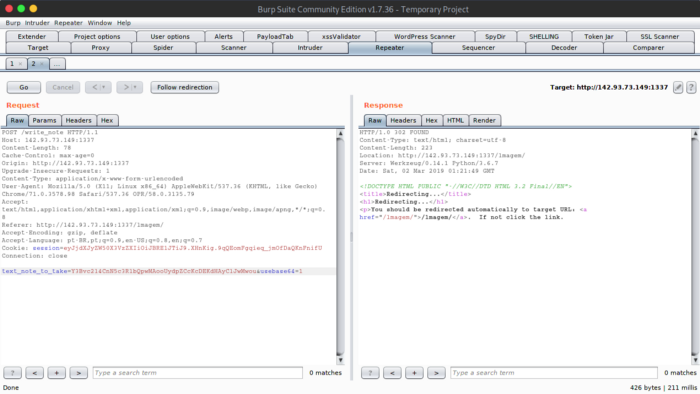 Burp Suite Community Edition v1.7.36 - Temporary Project
Burp Intruder Repeater Window Help
Extender Project options User options Alerts PayloadTab xssValidator WordPress Scanner SpyDir SHELLING Token Jar SSL Scanner
Target Proxy Spider Scanner Intruder Repeater Sequencer Decoder Comparer
1 × 2 × ...
Go Cancel < > Follow redirection Target: http://142.93.73.149:1337 ?
Request
Raw Params Headers Hex
POST /write_note HTTP/1.1
Host: 142.93.73.149:1337
Content-Length: 78
Cache-Control: max-age=0
Origin: http://142.93.73.149:1337
Upgrade-Insecure-Requests: 1
Content-Type: application/x-www-form-urlencoded
User-Agent: Mozilla/5.0 (X11; Linux x86_64) AppleWebKit/537.36 (KHTML, like Gecko)
Chrome/71.0.3578.98 Safari/537.36 OPR/58.0.3135.79
Accept:
text/html,application/xhtml+xml,application/xml;q=0.9,image/webp,image/apng,*/*;q=0.
8
Referer: http://142.93.73.149:1337/lmagem/
Accept-Encoding: gzip, deflate
Accept-Language: pt-BR,pt;q=0.9,en-US;q=0.8,en;q=0.7
Cookie: session=
Connection: close
text_note_to_take= &usebase64=1
? < + > Type a search term 0 matches
Done
Response
Raw Headers Hex HTML Render
HTTP/1.0 302 FOUND
Content-Type: text/html; charset=utf-8
Content-Length: 223
Location: http://142.93.73.149:1337/lmagem/
Server: Werkzeug/0.14.1 Python/3.6.7
Date: Sat, 02 Mar 2019 01:21:49 GMT
<!DOCTYPE HTML PUBLIC "-//W3C//DTD HTML 3.2 Final//EN">
<title>Redirecting...</title>
<h1>Redirecting...</h1>
<p>You should be redirected automatically to target URL: <a
href="/lmagem/">/lmagem/</a>. If not click the link.
? < + > Type a search term 0 matches
426 bytes | 211 millis